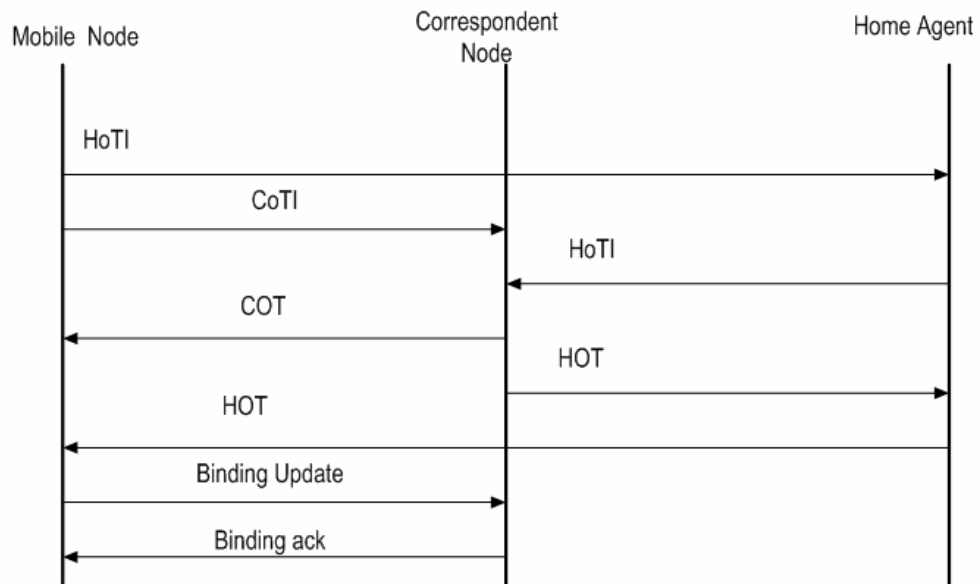 Mobile Node
Correspondent
Node
Home Agent
HoTI
CoTI
HoTI
COT
HOT
HOT
Binding Update
Binding ack